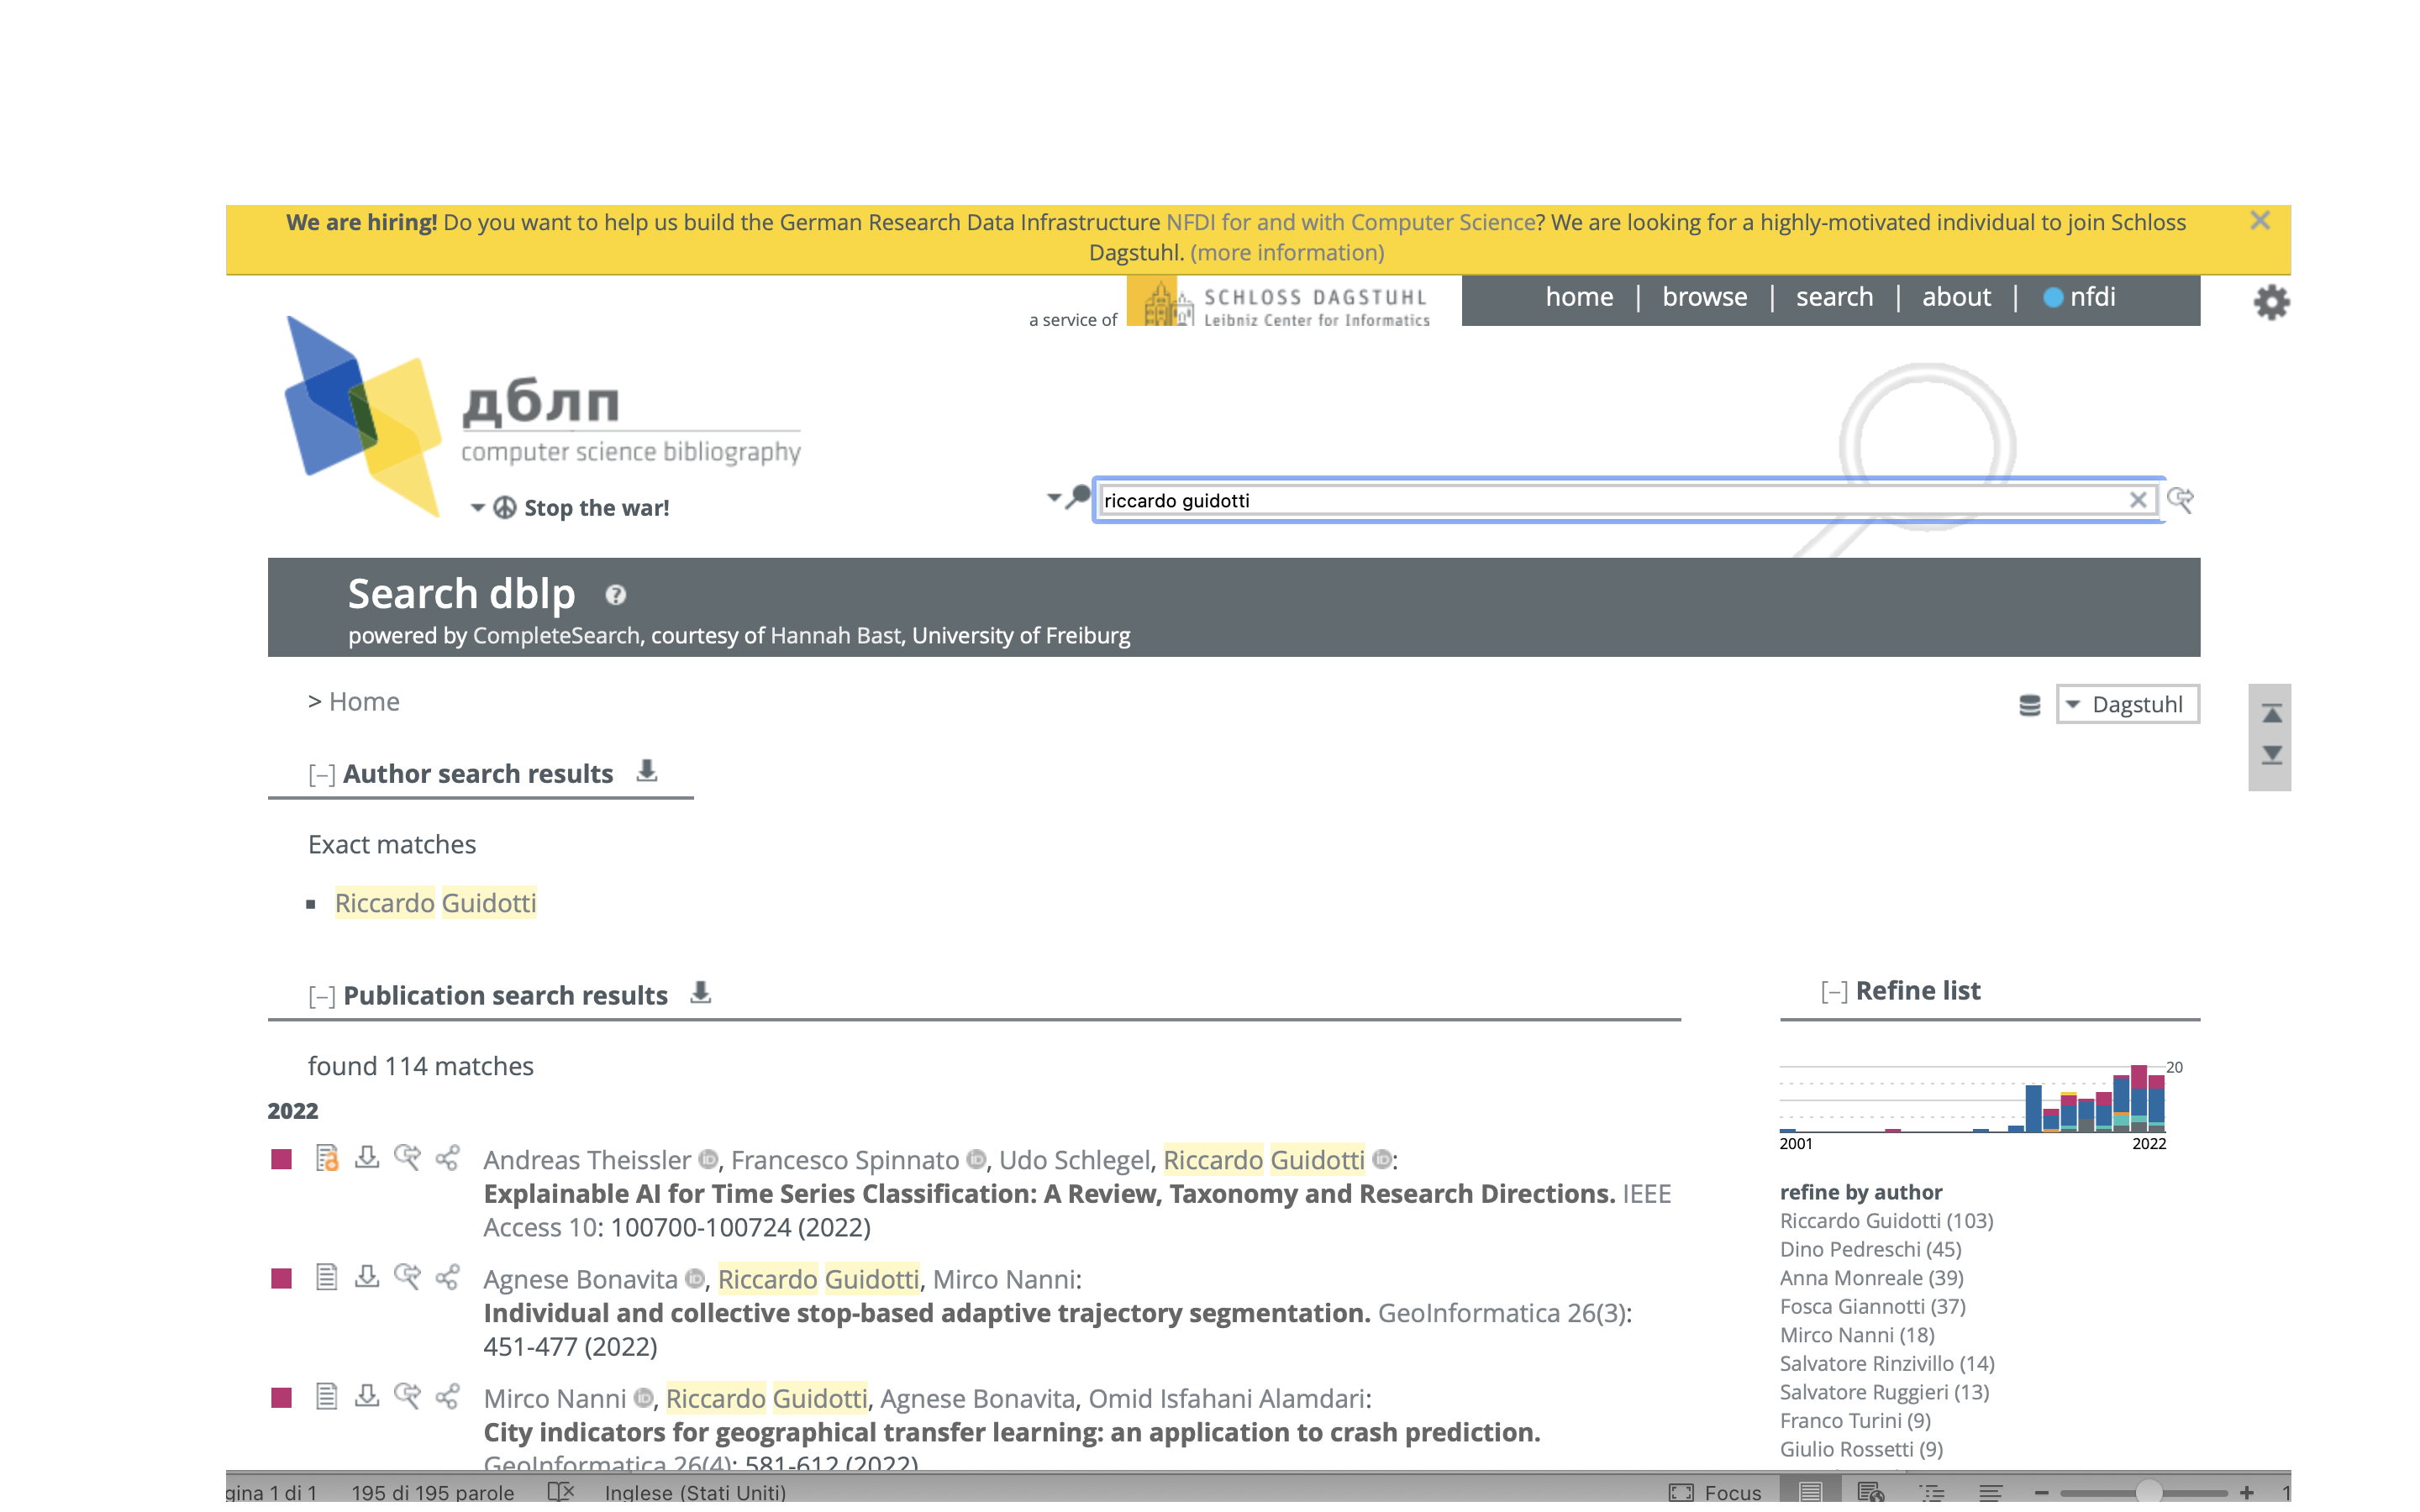 We are hiring! Do you want to help us build the German Research Data Infrastructure NFDI for and with Computer Science? We are looking for a highly-motivated individual to join Schloss
Dagstuhl. (more information)
a service of
SCHLOSS DAGSTUHL
Leibniz Center for Informatics
home | browse | search | about | nfdi
дблп
computer science bibliography
Stop the war!
riccardo guidotti
Search dblp ?
powered by CompleteSearch, courtesy of Hannah Bast, University of Freiburg
> Home
Dagstuhl
[–] Author search results
Exact matches
Riccardo Guidotti
[–] Publication search results
found 114 matches
2022
Andreas Theissler, Francesco Spinnato, Udo Schlegel, Riccardo Guidotti:
Explainable AI for Time Series Classification: A Review, Taxonomy and Research Directions. IEEE
Access 10: 100700-100724 (2022)
Agnese Bonavita, Riccardo Guidotti, Mirco Nanni:
Individual and collective stop-based adaptive trajectory segmentation. GeoInformatica 26(3):
451-477 (2022)
Mirco Nanni, Riccardo Guidotti, Agnese Bonavita, Omid Isfahani Alamdari:
City indicators for geographical transfer learning: an application to crash prediction.
GeoInformatica 26(4): 581-612 (2022)
[–] Refine list
20
2001
2022
refine by author
Riccardo Guidotti (103)
Dino Pedreschi (45)
Anna Monreale (39)
Fosca Giannotti (37)
Mirco Nanni (18)
Salvatore Rinzivillo (14)
Salvatore Ruggieri (13)
Franco Turini (9)
Giulio Rossetti (9)
gina 1 di 1
195 di 195 parole
Inglese (Stati Uniti)
Focus
1